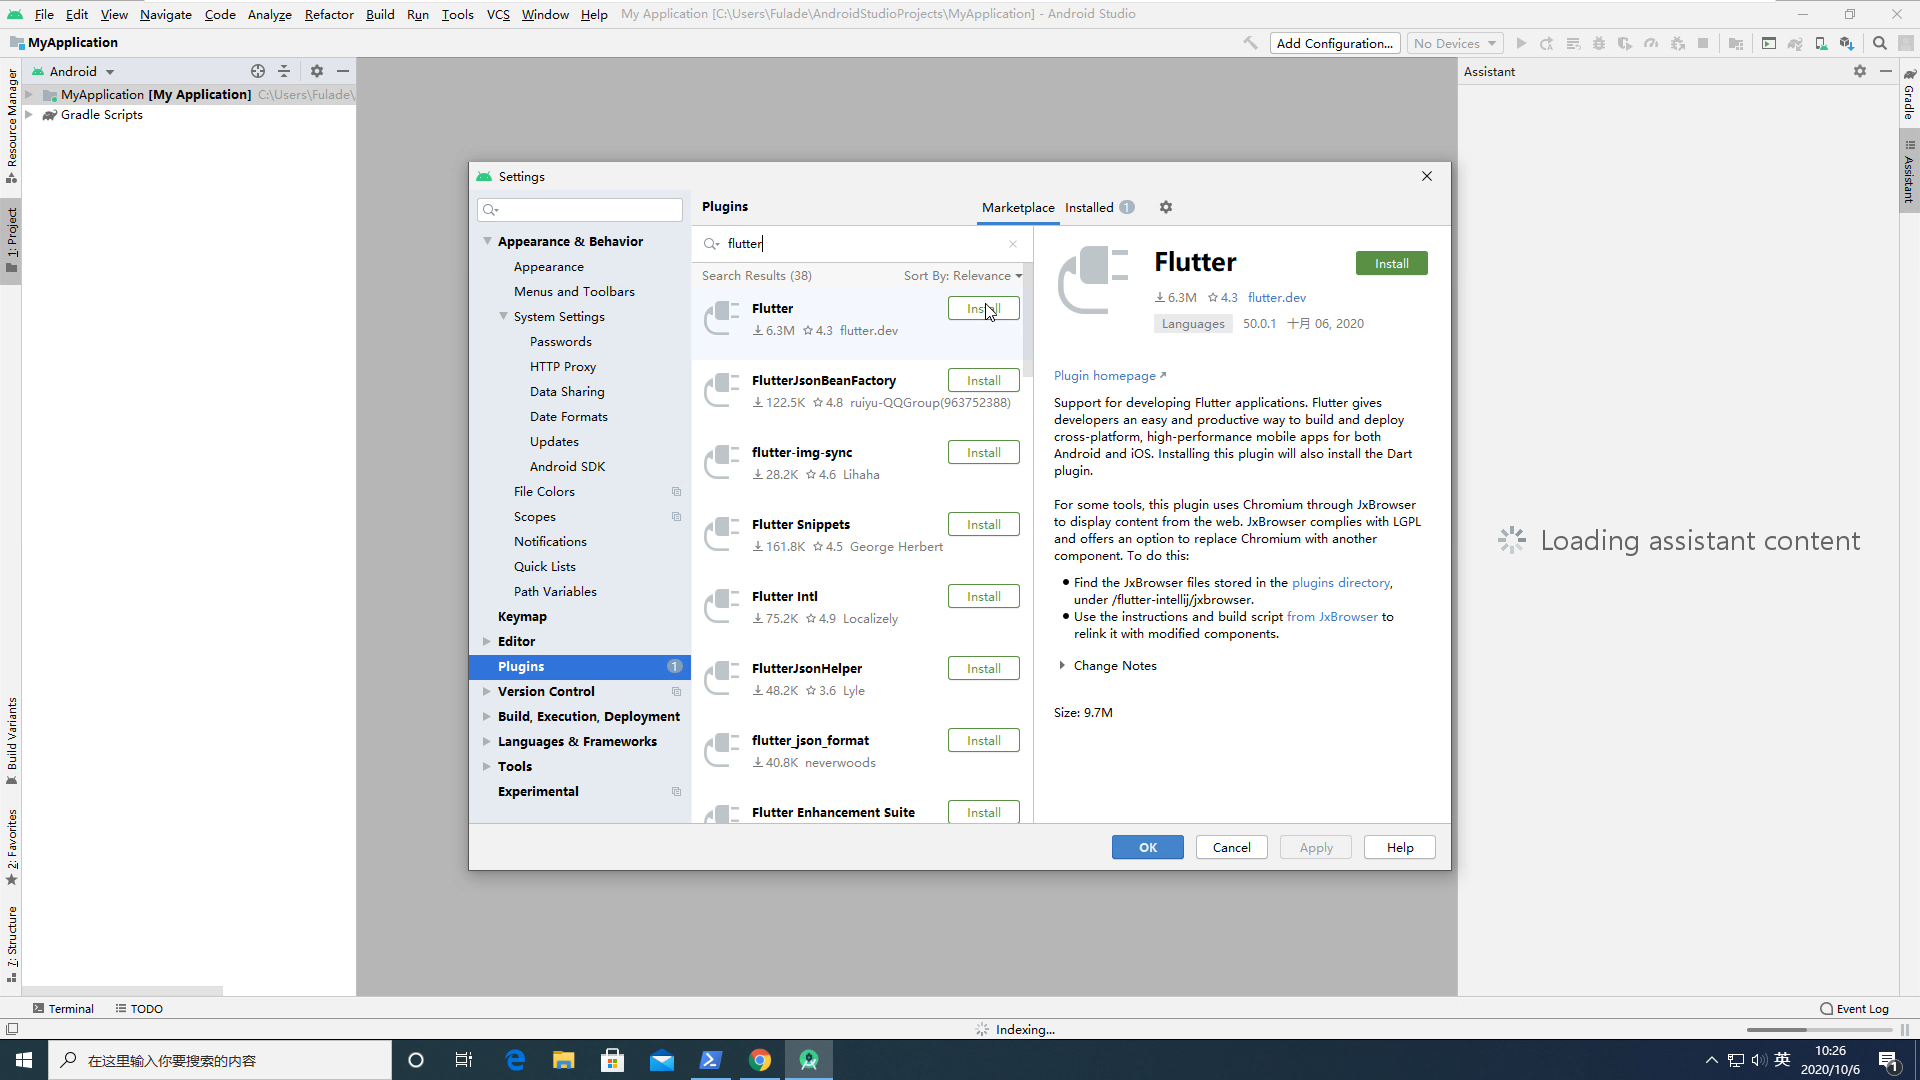 File Edit View Navigate Code Analyze Refactor Build Run Tools VCS Window Help My Application [C:\Users\Fulade\AndroidStudioProjects\MyApplication] - Android Studio
MyApplication
Add Configuration...
No Devices
Resource Manager
1: Project
Build Variants
2: Favorites
7: Structure
Android
MyApplication [My Application] C:\Users\Fulade\
Gradle Scripts
Settings
Appearance & Behavior
Appearance
Menus and Toolbars
System Settings
Passwords
HTTP Proxy
Data Sharing
Date Formats
Updates
Android SDK
File Colors
Scopes
Notifications
Quick Lists
Path Variables
Keymap
Editor
Plugins 1
Version Control
Build, Execution, Deployment
Languages & Frameworks
Tools
Experimental
Plugins
Marketplace
Installed 1
flutter
Search Results (38) Sort By: Relevance
Flutter Install
6.3M 4.3 flutter.dev
FlutterJsonBeanFactory Install
122.5K 4.8 ruiyu-QQGroup(963752388)
flutter-img-sync Install
28.2K 4.6 Lihaha
Flutter Snippets Install
161.8K 4.5 George Herbert
Flutter Intl Install
75.2K 4.9 Localizely
FlutterJsonHelper Install
48.2K 3.6 Lyle
flutter_json_format Install
40.8K neverwoods
Flutter Enhancement Suite Install
Flutter
Install
6.3M 4.3 flutter.dev
Languages 50.0.1 十月 06, 2020
Plugin homepage
Support for developing Flutter applications. Flutter gives
developers an easy and productive way to build and deploy
cross-platform, high-performance mobile apps for both
Android and iOS. Installing this plugin will also install the Dart
plugin.
For some tools, this plugin uses Chromium through JxBrowser
to display content from the web. JxBrowser complies with LGPL
and offers an option to replace Chromium with another
component. To do this:
Find the JxBrowser files stored in the plugins directory,
under /flutter-intellij/jxbrowser.
Use the instructions and build script from JxBrowser to
relink it with modified components.
Change Notes
Size: 9.7M
OK
Cancel
Apply
Help
Assistant
Loading assistant content
Gradle
Assistant
Terminal
TODO
Event Log
Indexing...
在这里输入你要搜索的内容
英
10:26
2020/10/6
1